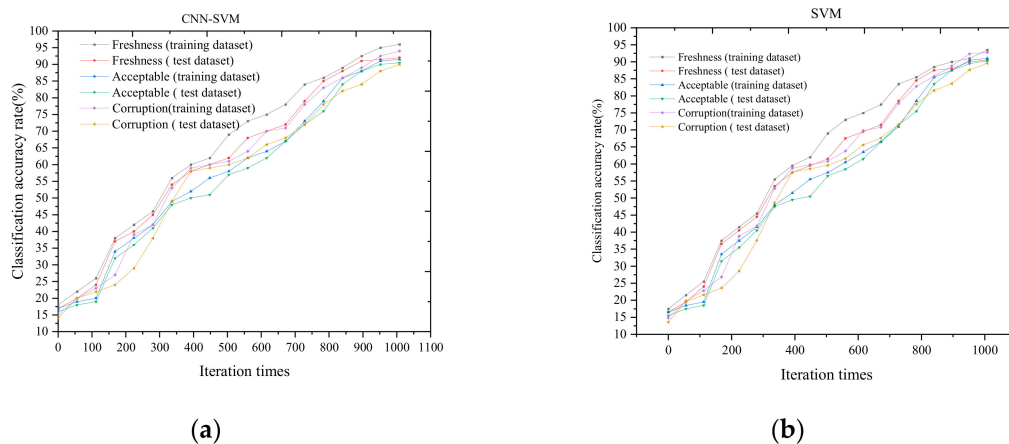 CNN-SVM
Classification accuracy rate(%)
100
95
90
85
80
75
70
65
60
55
50
45
40
35
30
25
20
15
10
Freshness (training dataset)
Freshness ( test dataset)
Acceptable (training dataset)
Acceptable ( test dataset)
Corruption(training dataset)
Corruption ( test dataset)
0 100 200 300 400 500 600 700 800 900 1000 1100
Iteration times
(a)
SVM
Classification accuracy rate(%)
100
95
90
85
80
75
70
65
60
55
50
45
40
35
30
25
20
15
10
Freshness (training dataset)
Freshness ( test dataset)
Acceptable (training dataset)
Acceptable ( test dataset)
Corruption(training dataset)
Corruption ( test dataset)
0 200 400 600 800 1000
Iteration times
(b)